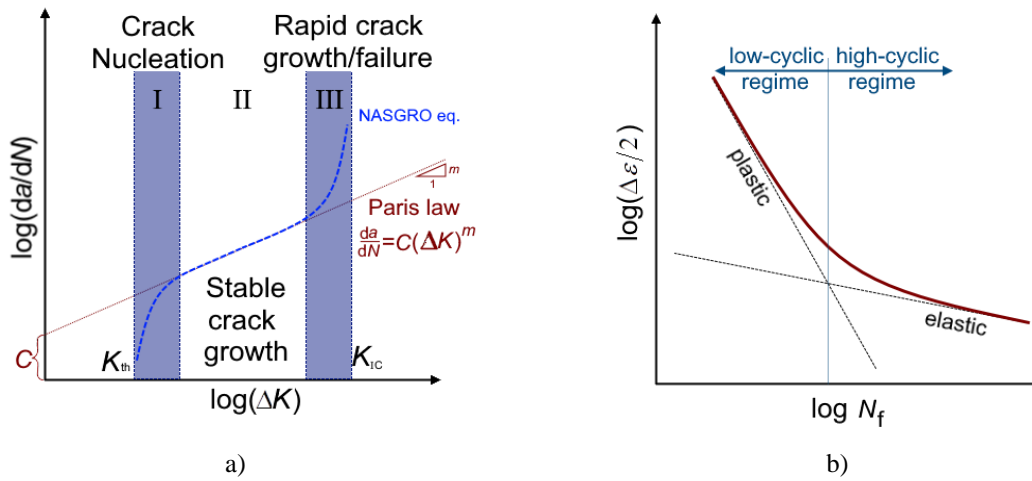 Crack
Nucleation
Rapid crack
growth/failure
I
II
III
NASGRO eq.
m
1
Paris law
da/dN=C(ΔK)^m
Stable
crack
growth
C
K_th
K_IC
log(da/dN)
log(ΔK)
a)
low-cyclic
regime
high-cyclic
regime
plastic
elastic
log(Δε/2)
log N_f
b)